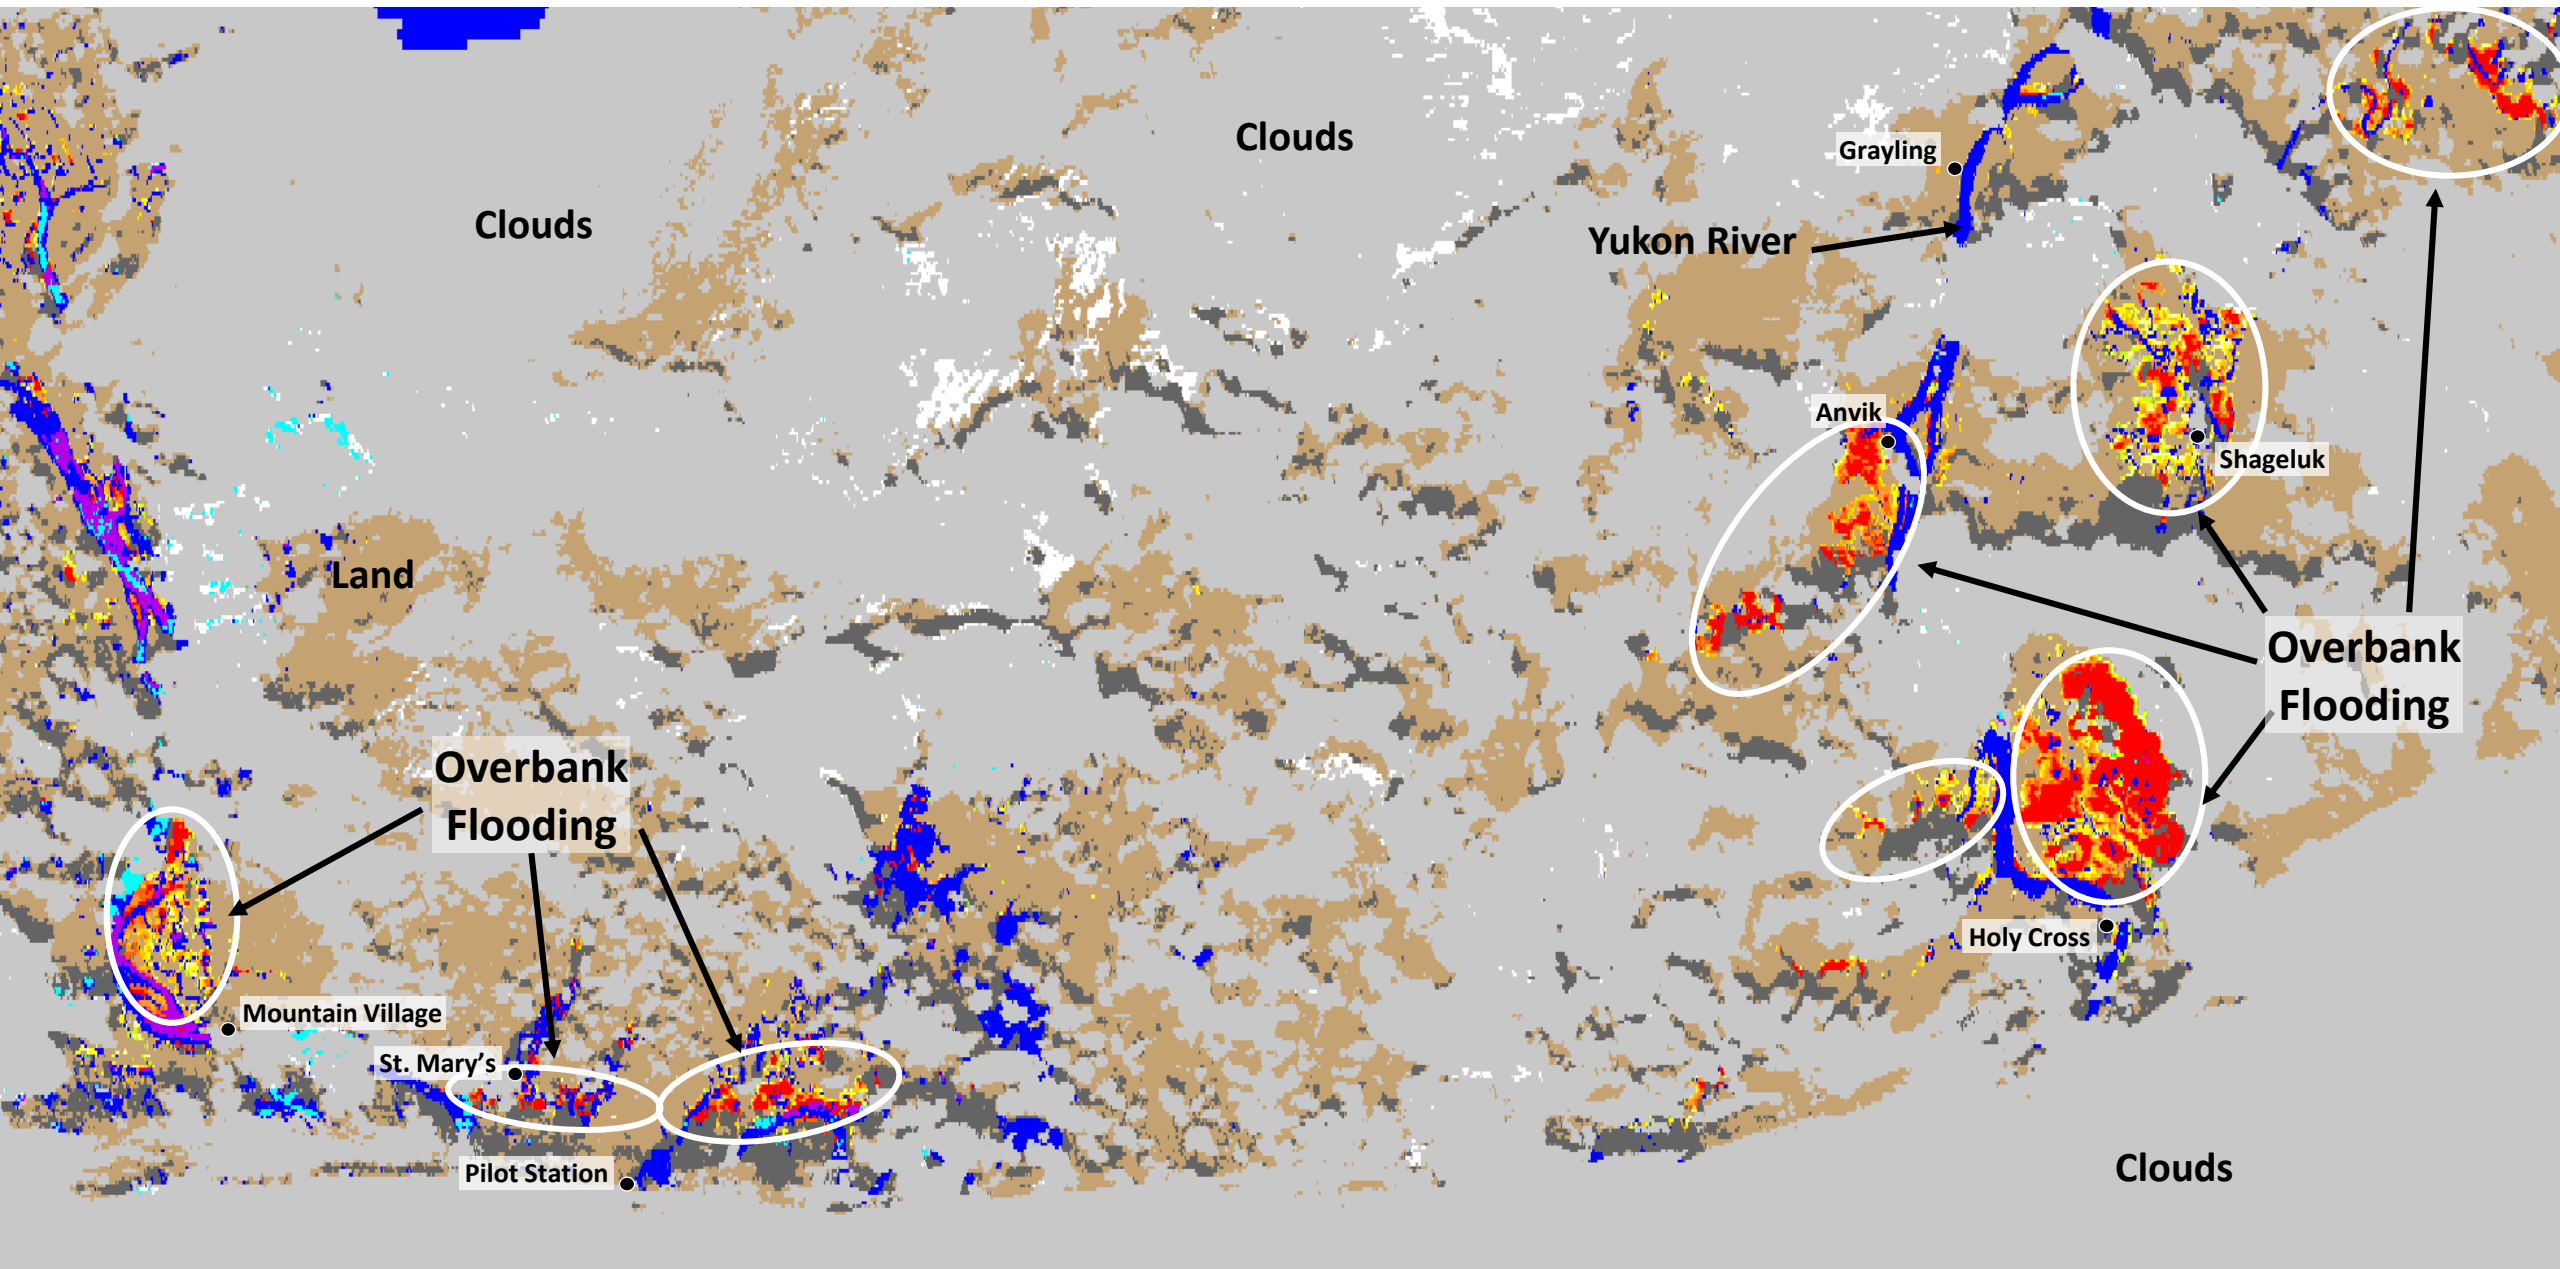 Clouds
Grayling
Clouds
Yukon River
Anvik
Shageluk
Land
Overbank
Flooding
Overbank
Flooding
Holy Cross
Mountain Village
St. Mary's
Pilot Station
Clouds